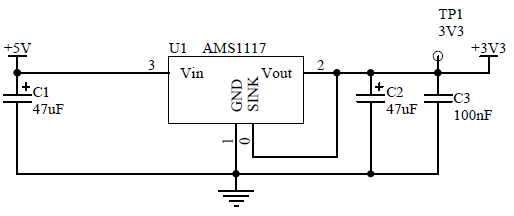 TP1
3V3
+5V
U1 AMS1117
+3V3
3
Vin
Vout
2
GND
SINK
+
C1
47uF
+
C2
47uF
C3
100nF
1
0